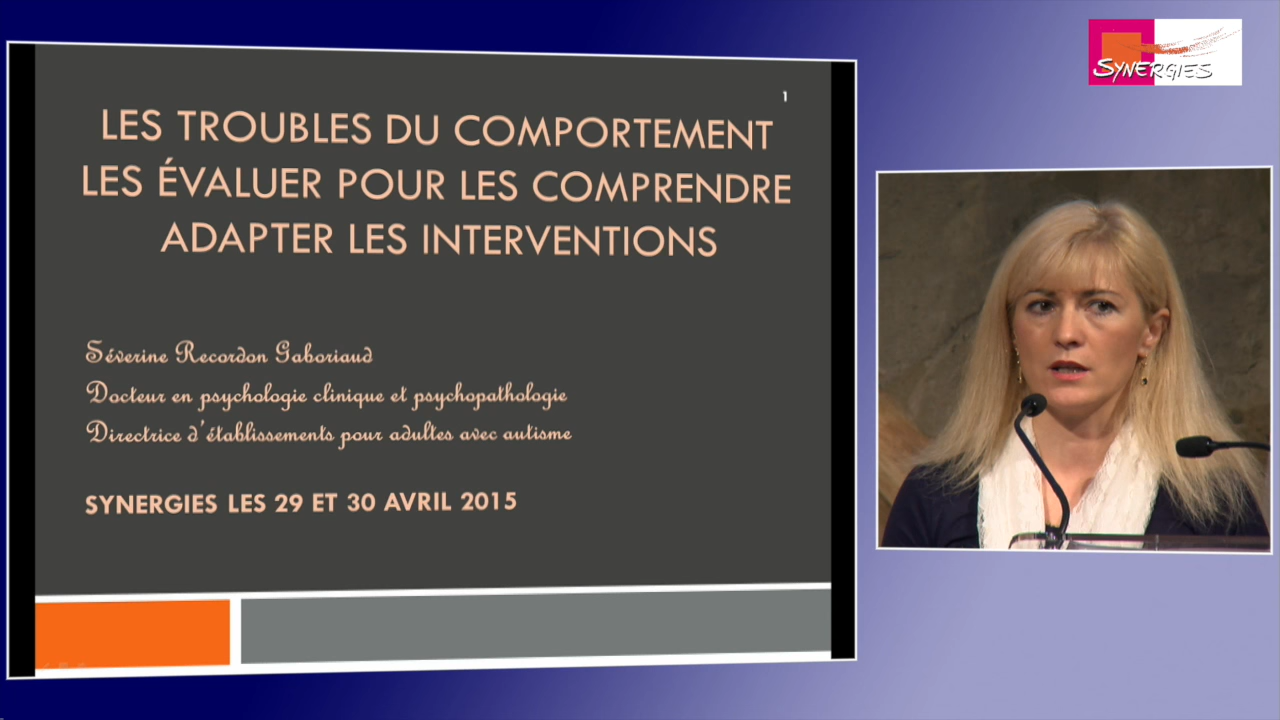 SYNERGIES
1
LES TROUBLES DU COMPORTEMENT
LES ÉVALUER POUR LES COMPRENDRE
ADAPTER LES INTERVENTIONS
Séverine Recordon Gaboriaud
Docteur en psychologie clinique et psychopathologie
Directrice d'établissements pour adultes avec autisme
SYNERGIES LES 29 ET 30 AVRIL 2015